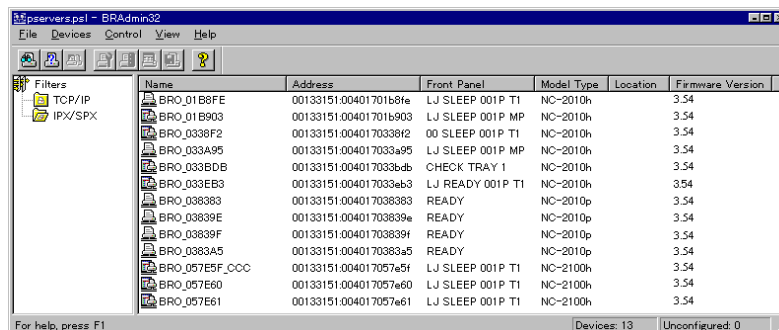 pservers.psl - BRAdmin32
File Devices Control View Help
Filters
TCP/IP
IPX/SPX
Name Address Front Panel Model Type Location Firmware Version
BRO_01B8FE 00133151:00401701b8fe LJ SLEEP 001P T1 NC-2010h 3.54
BRO_01B903 00133151:00401701b903 LJ SLEEP 001P MP NC-2010h 3.54
BRO_0338F2 00133151:0040170338f2 00 SLEEP 001P T1 NC-2010h 3.54
BRO_033A95 00133151:004017033a95 LJ SLEEP 001P MP NC-2010h 3.54
BRO_033BDB 00133151:004017033bdb CHECK TRAY 1 NC-2010h 3.54
BRO_033EB3 00133151:004017033eb3 LJ READY 001P T1 NC-2010h 3.54
BRO_038383 00133151:004017038383 READY NC-2010p 3.54
BRO_03839E 00133151:00401703839e READY NC-2010p 3.54
BRO_03839F 00133151:00401703839f READY NC-2010p 3.54
BRO_0383A5 00133151:0040170383a5 READY NC-2010p 3.54
BRO_057E5F_CCC 00133151:004017057e5f LJ SLEEP 001P T1 NC-2100h 3.54
BRO_057E60 00133151:004017057e60 LJ SLEEP 001P T1 NC-2100h 3.54
BRO_057E61 00133151:004017057e61 LJ SLEEP 001P T1 NC-2100h 3.54
For help, press F1 Devices: 13 Unconfigured: 0